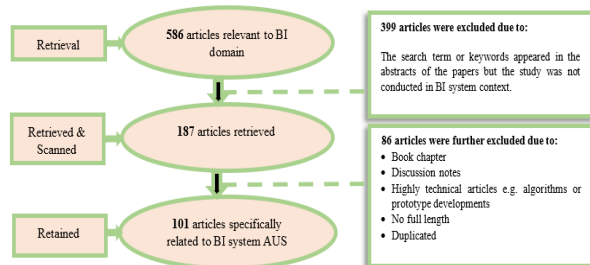 Retrieval
586 articles relevant to BI
domain
399 articles were excluded due to:
The search term or keywords appeared in the
abstracts of the papers but the study was not
conducted in BI system context.
Retrieved &
Scanned
187 articles retrieved
86 articles were further excluded due to:
• Book chapter
• Discussion notes
• Highly technical articles e.g. algorithms or
prototype developments
• No full length
• Duplicated
Retained
101 articles specifically
related to BI system AUS